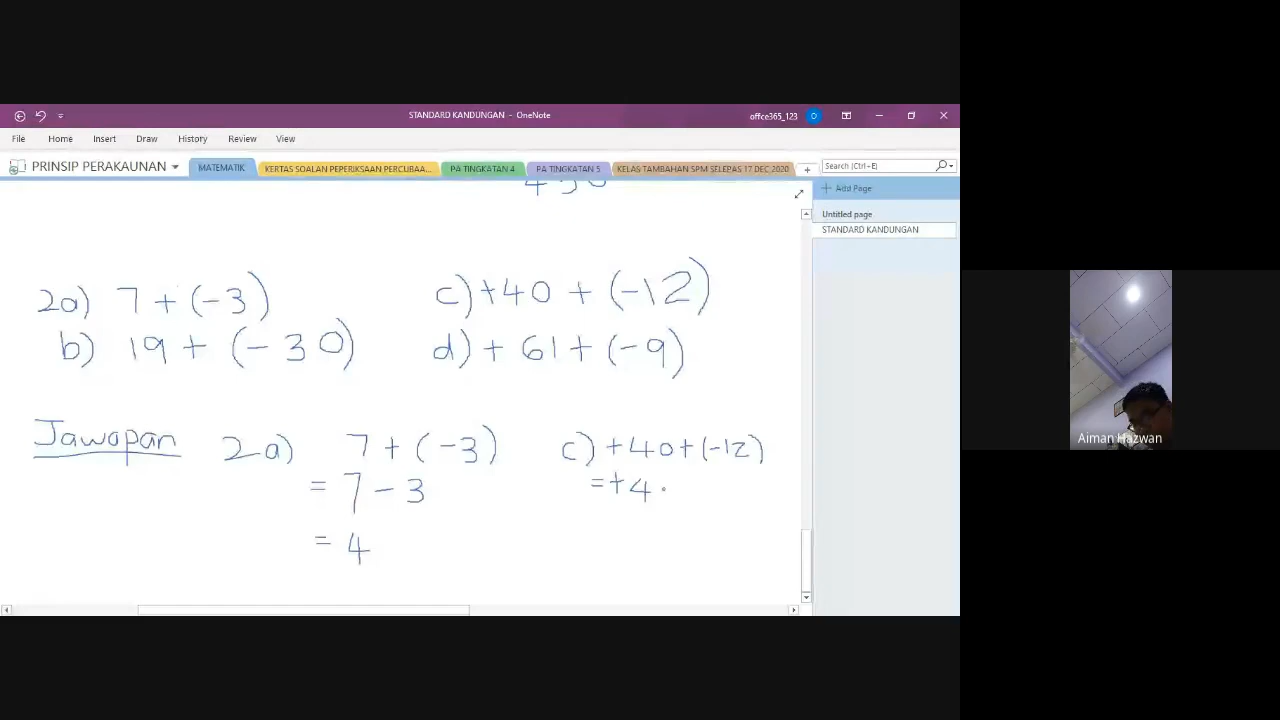 STANDARD KANDUNGAN - OneNote
offce365_123
O
File Home Insert Draw History Review View
PRINSIP PERAKAUNAN
MATEMATIK
KERTAS SOALAN PEPERIKSAAN PERCUBAA...
PA TINGKATAN 4
PA TINGKATAN 5
KELAS TAMBAHAN SPM SELEPAS 17 DEC 2020
+
Search (Ctrl+E)
+ Add Page
Untitled page
STANDARD KANDUNGAN
2a) 7 + (-3)
c) +40 + (-12)
b) 19 + (-30)
d) +61 + (-9)
Jawapan 2a) 7 + (-3)
c) +40+(-12)
= 7 - 3
= +4
= 4
Aiman Hazwan